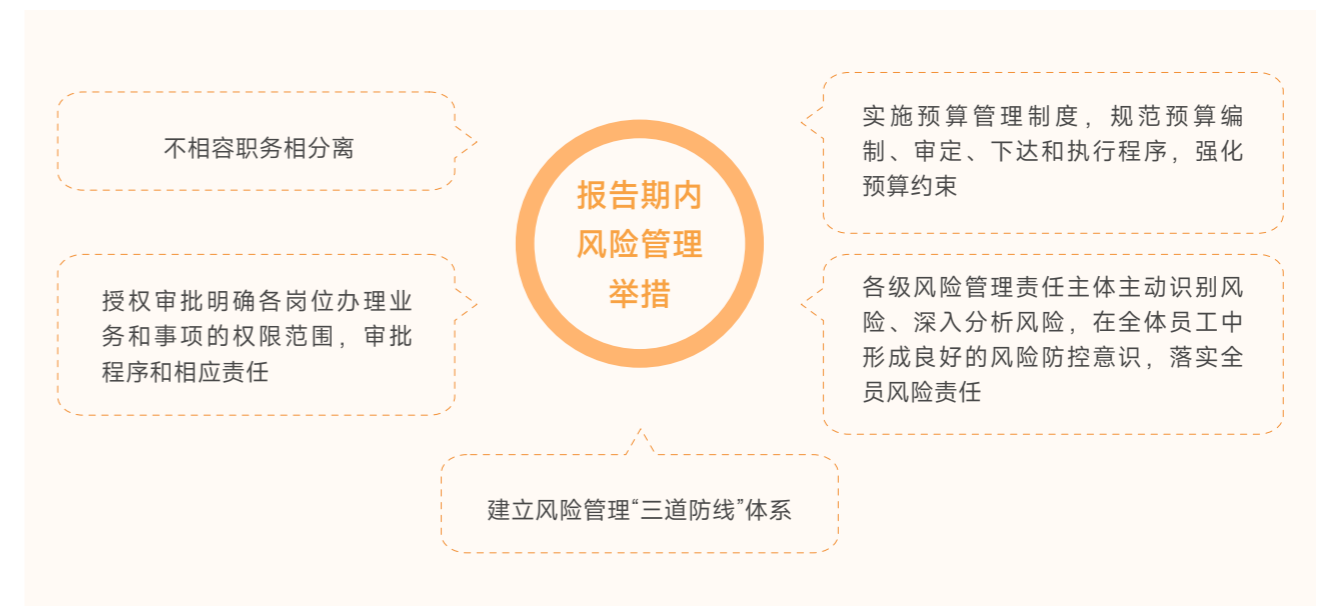 不相容职务相分离
授权审批明确各岗位办理业
务和事项的权限范围，审批
程序和相应责任
报告期内
风险管理
举措
实施预算管理制度，规范预算编
制、审定、下达和执行程序，强化
预算约束
各级风险管理责任主体主动识别风
险、深入分析风险，在全体员工中
形成良好的风险防控意识，落实全
员风险责任
建立风险管理“三道防线”体系